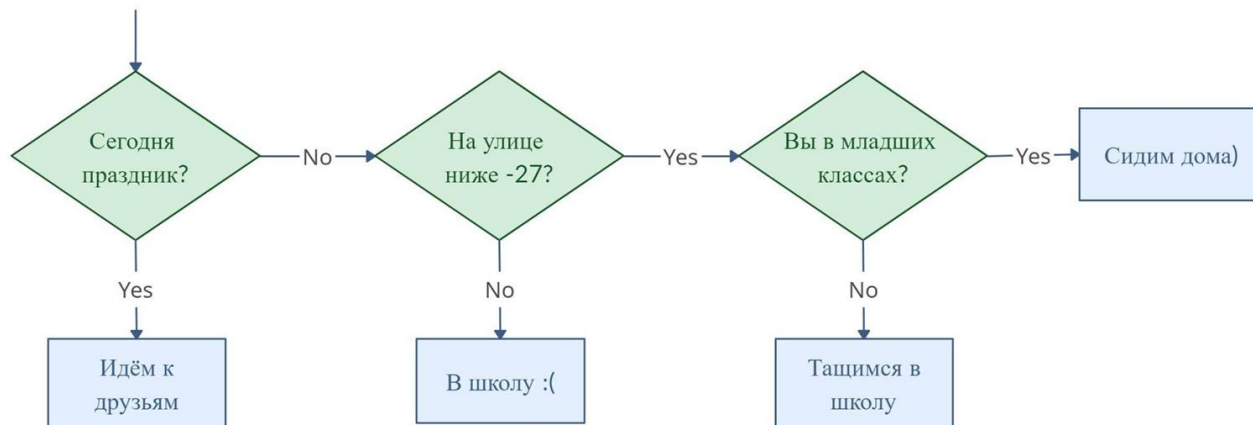 Сегодня
праздник?
No
На улице
ниже -27?
Yes
Вы в младших
классах?
Yes
Сидим дома)
Yes
No
No
Идём к
друзьям
В школу :(
Тащимся в
школу